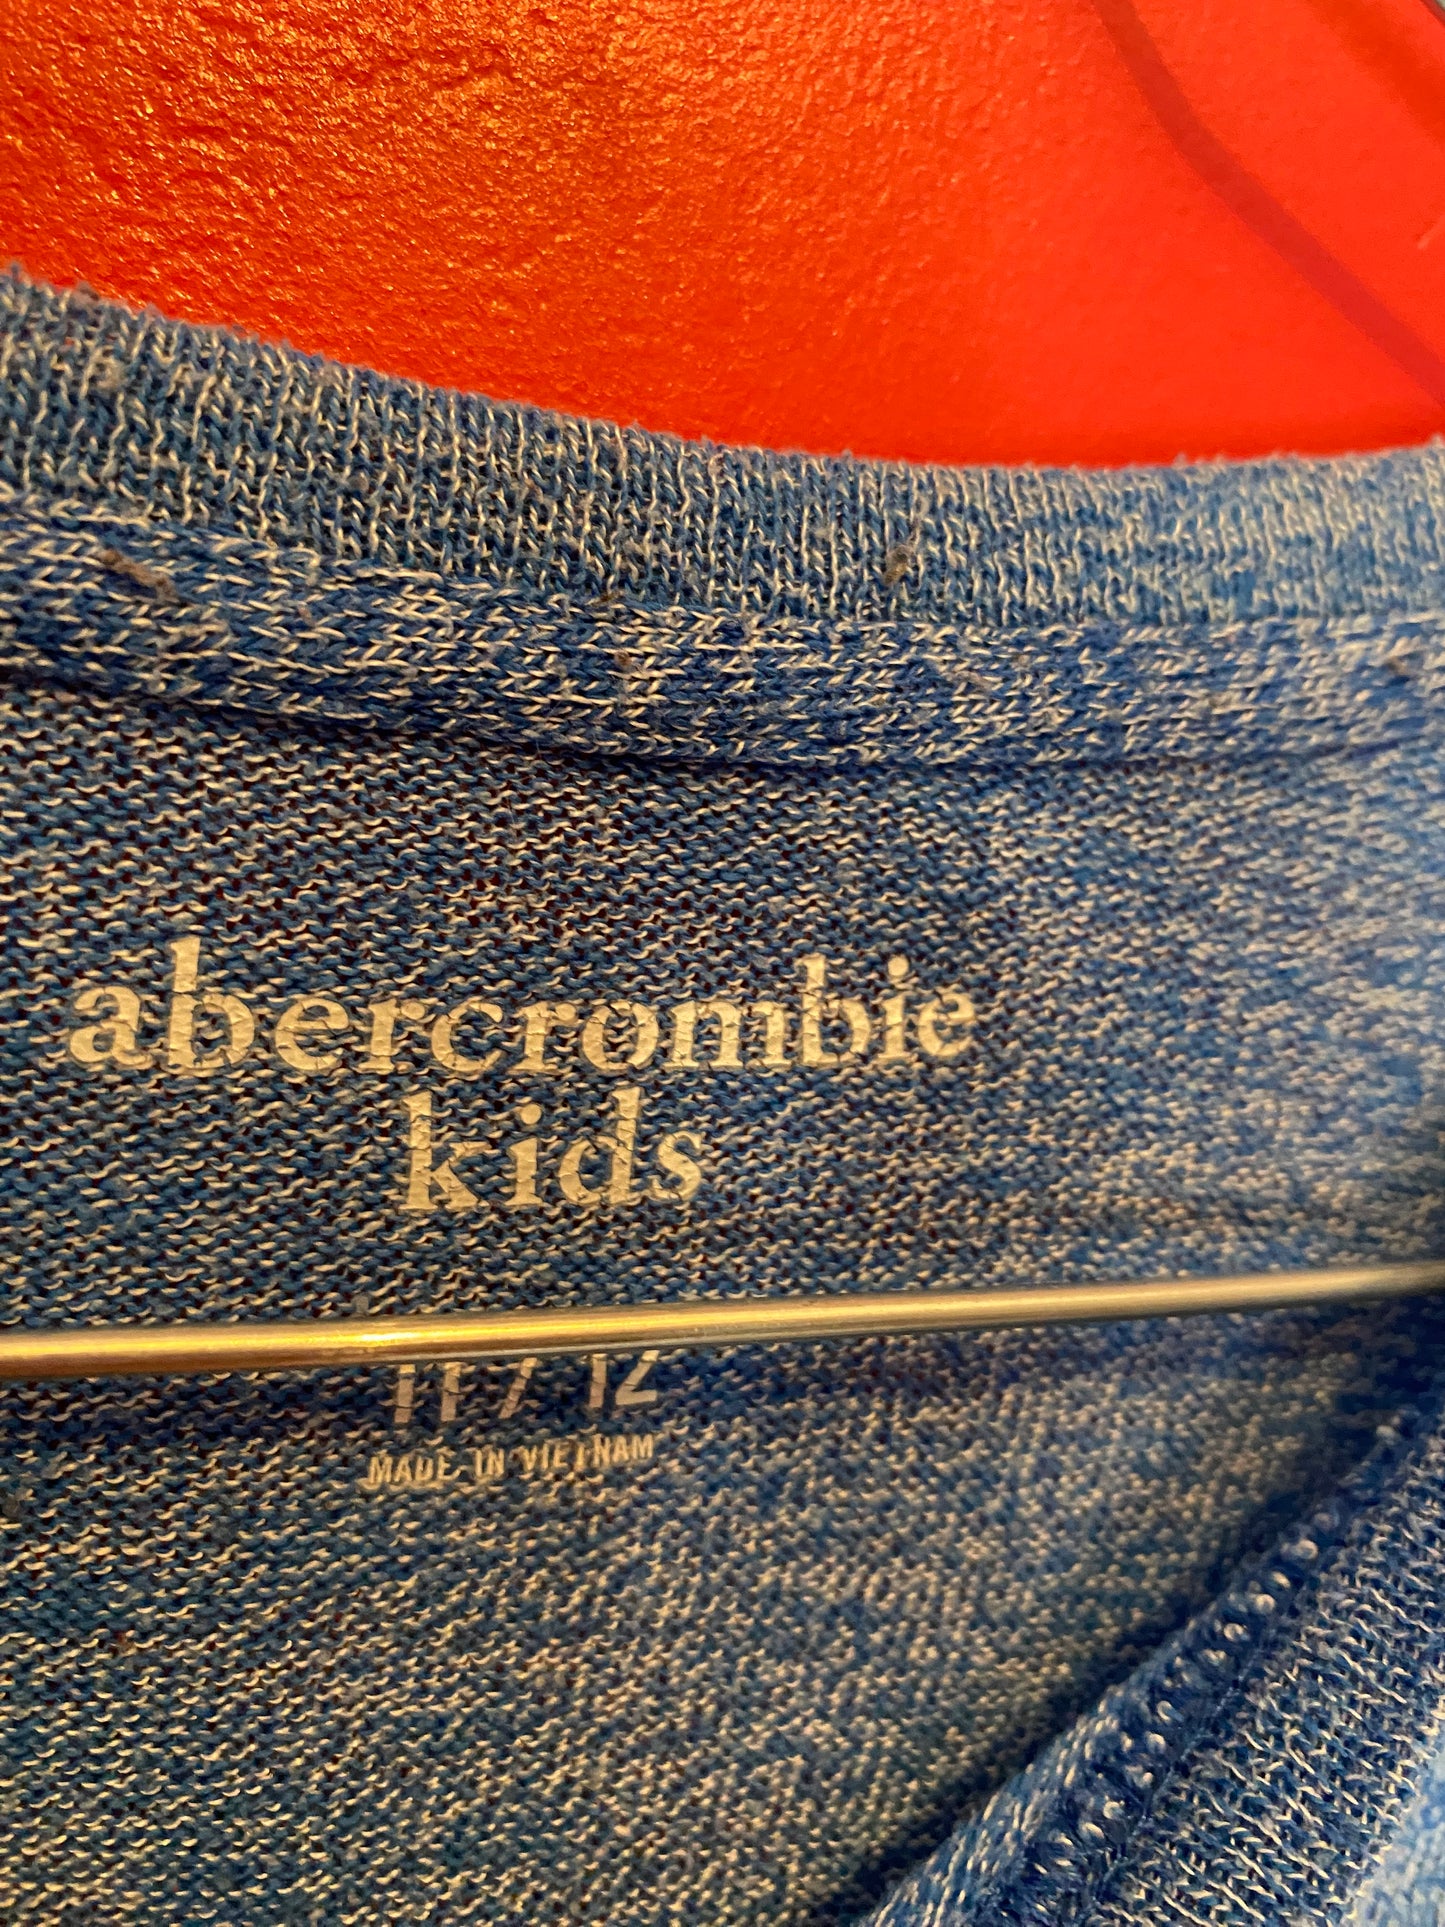 abercrombie
kids
11 / 12
MADE IN VIETNAM